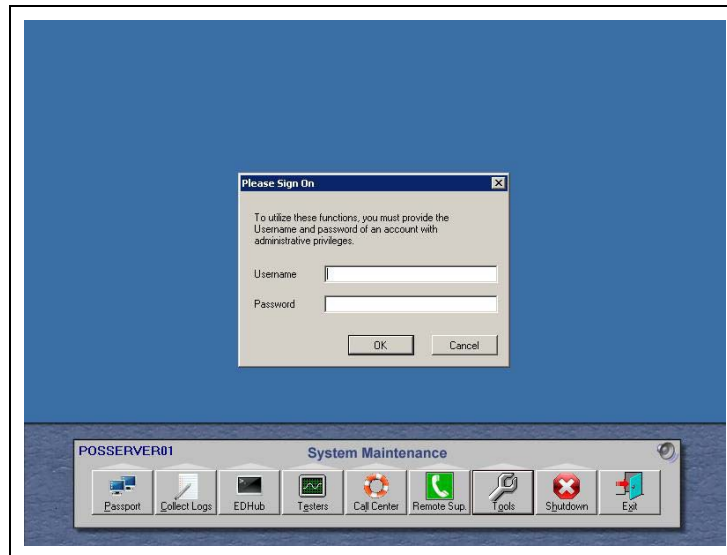 Please Sign On
To utilize these functions, you must provide the
Username and password of an account with
administrative privileges.
Username
Password
OK Cancel
POSSERVER01 System Maintenance
Passport Collect Logs EDHub Testers Call Center Remote Sup. Tools Shutdown Exit